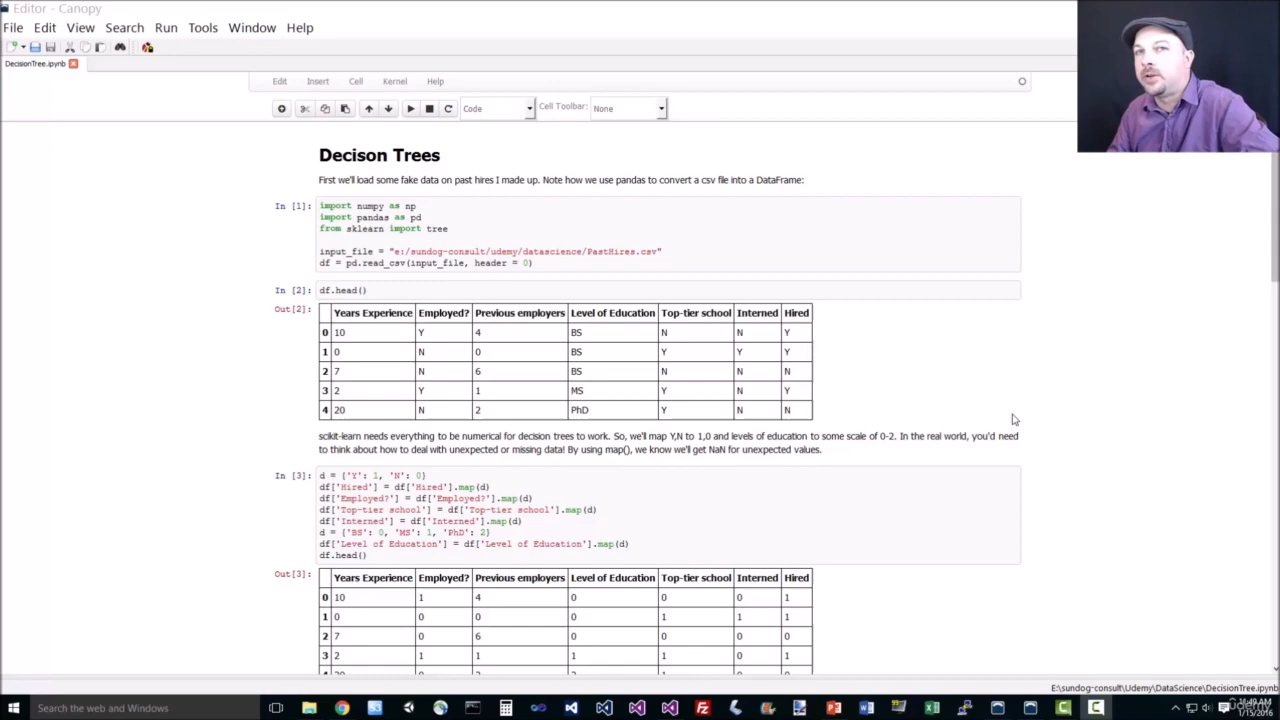 Editor - Canopy
File Edit View Search Run Tools Window Help
DecisionTree.ipynb
Edit Insert Cell Kernel Help
Code Cell Toolbar: None
Decison Trees
First we'll load some fake data on past hires I made up. Note how we use pandas to convert a csv file into a DataFrame:
In [1]:
import numpy as np
import pandas as pd
from sklearn import tree
input_file = "e:/sundog-consult/udemy/datascience/PastHires.csv"
df = pd.read_csv(input_file, header = 0)
In [2]: df.head()
Out[2]:
Years Experience Employed? Previous employers Level of Education Top-tier school Interned Hired
0 10 Y 4 BS N N Y
1 0 N 0 BS Y Y Y
2 7 N 6 BS N N N
3 2 Y 1 MS Y N Y
4 20 N 2 PhD Y N N
scikit-learn needs everything to be numerical for decision trees to work. So, we'll map Y,N to 1,0 and levels of education to some scale of 0-2. In the real world, you'd need
to think about how to deal with unexpected or missing data! By using map(), we know we'll get NaN for unexpected values.
In [3]:
d = {'Y': 1, 'N': 0}
df['Hired'] = df['Hired'].map(d)
df['Employed?'] = df['Employed?'].map(d)
df['Top-tier school'] = df['Top-tier school'].map(d)
df['Interned'] = df['Interned'].map(d)
d = {'BS': 0, 'MS': 1, 'PhD': 2}
df['Level of Education'] = df['Level of Education'].map(d)
df.head()
Out[3]:
Years Experience Employed? Previous employers Level of Education Top-tier school Interned Hired
0 10 1 4 0 0 0 1
1 0 0 0 0 1 1 1
2 7 0 6 0 0 0 0
3 2 1 1 1 1 0 1
E:\sundog-consult\Udemy\DataScience\DecisionTree.ipynb
Search the web and Windows
1/15/2016